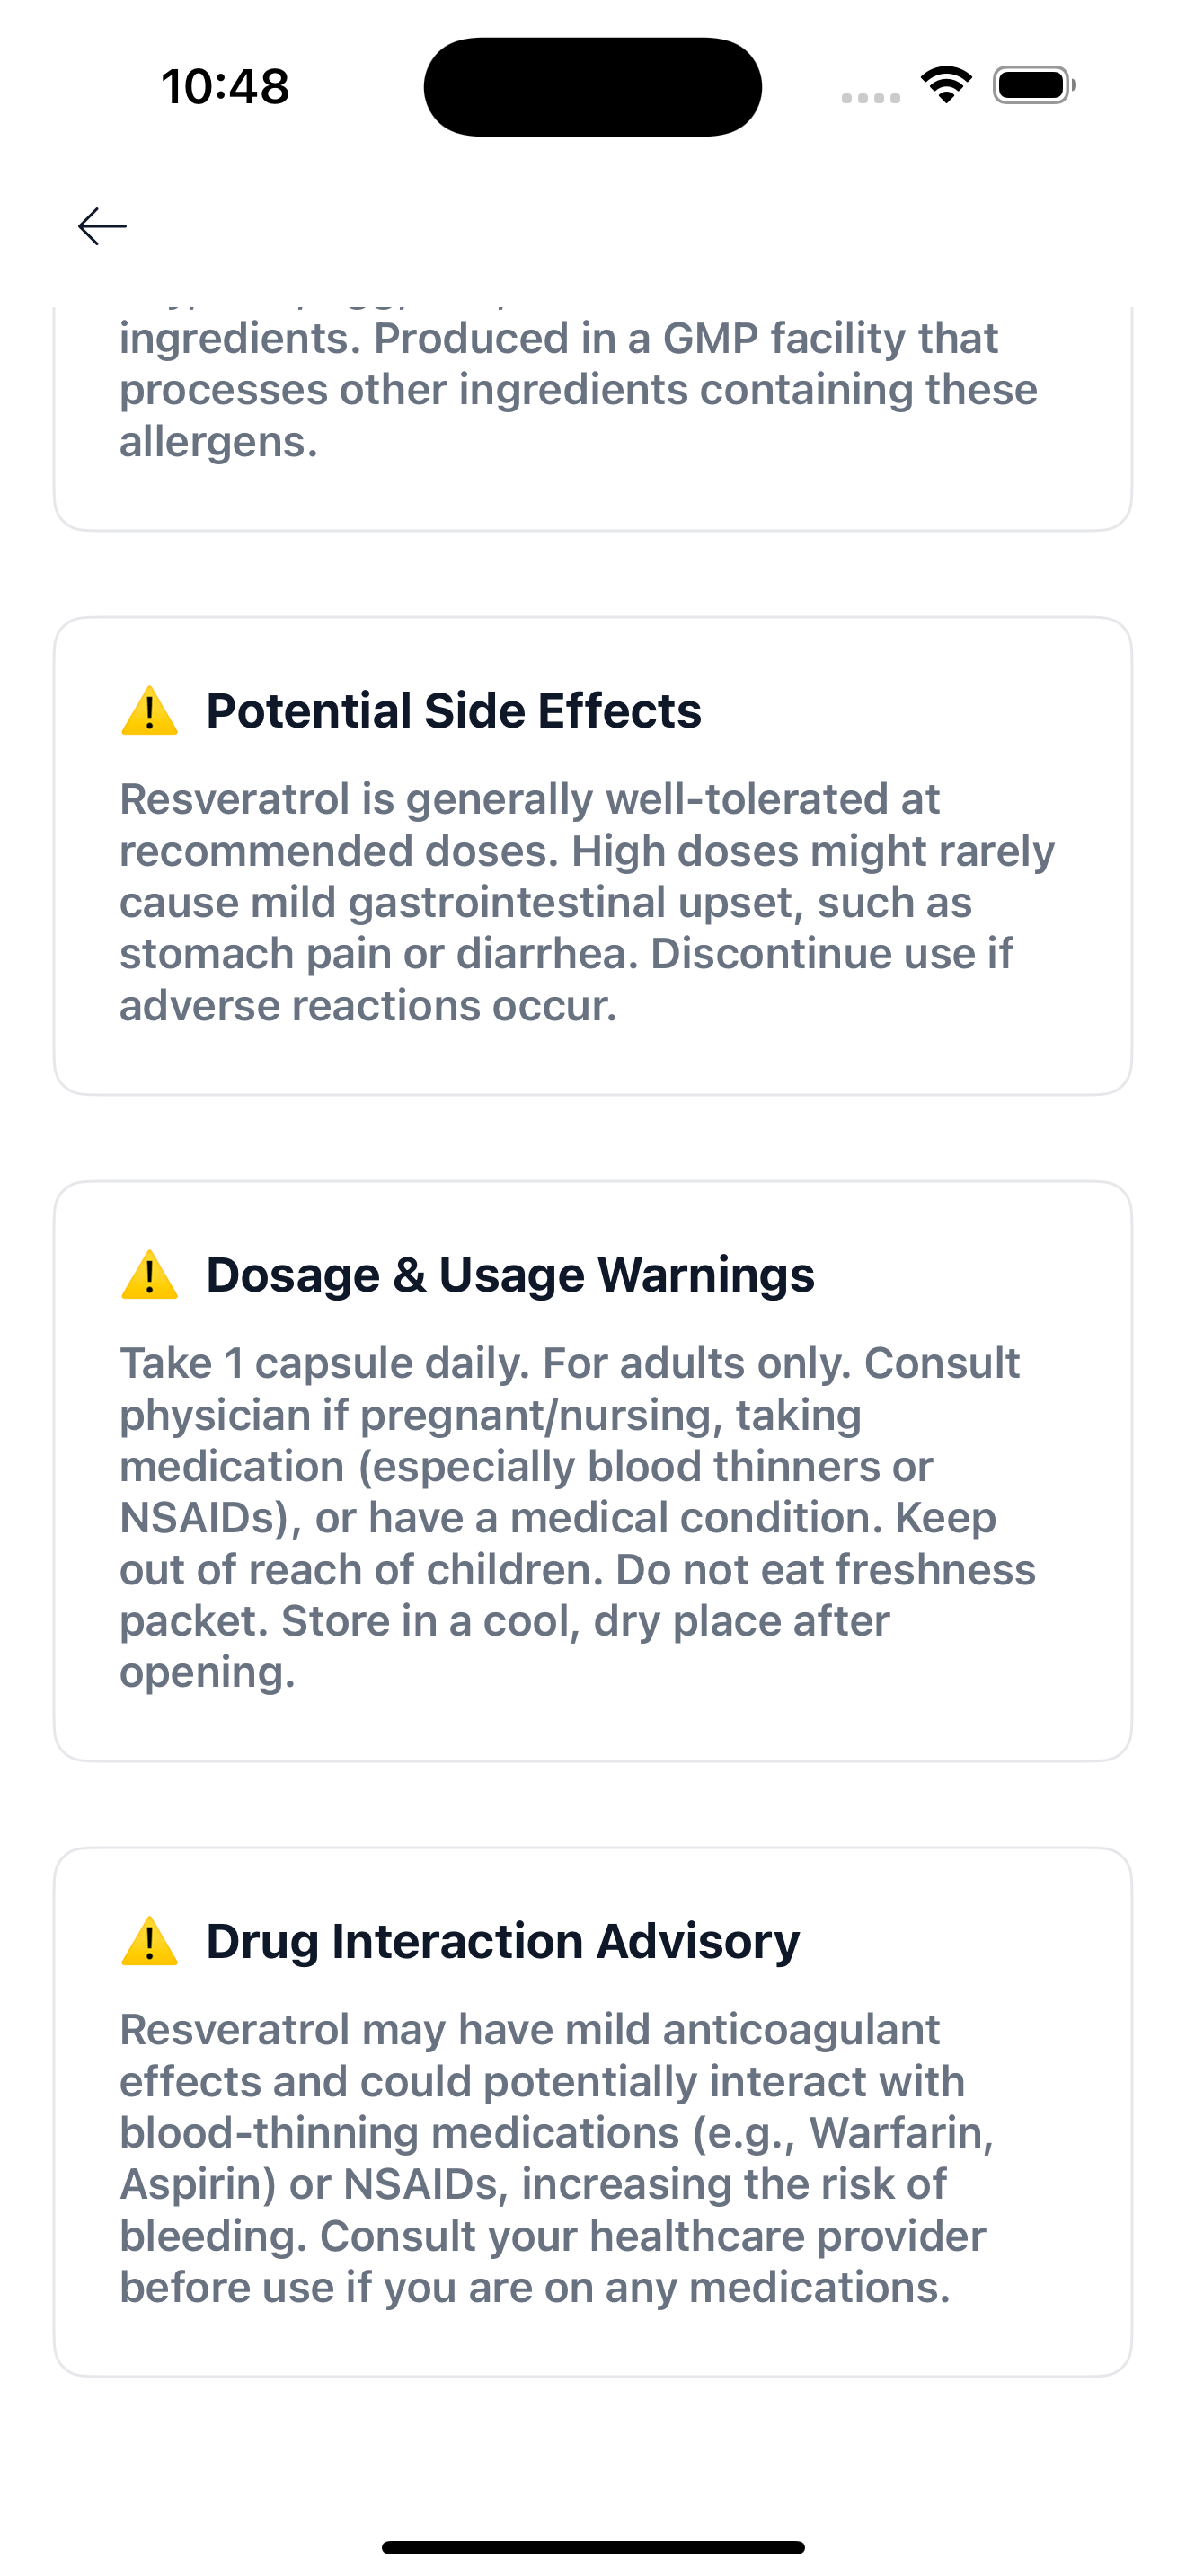 10:48
ingredients. Produced in a GMP facility that
processes other ingredients containing these
allergens.
Potential Side Effects
Resveratrol is generally well-tolerated at
recommended doses. High doses might rarely
cause mild gastrointestinal upset, such as
stomach pain or diarrhea. Discontinue use if
adverse reactions occur.
Dosage & Usage Warnings
Take 1 capsule daily. For adults only. Consult
physician if pregnant/nursing, taking
medication (especially blood thinners or
NSAIDs), or have a medical condition. Keep
out of reach of children. Do not eat freshness
packet. Store in a cool, dry place after
opening.
Drug Interaction Advisory
Resveratrol may have mild anticoagulant
effects and could potentially interact with
blood-thinning medications (e.g., Warfarin,
Aspirin) or NSAIDs, increasing the risk of
bleeding. Consult your healthcare provider
before use if you are on any medications.